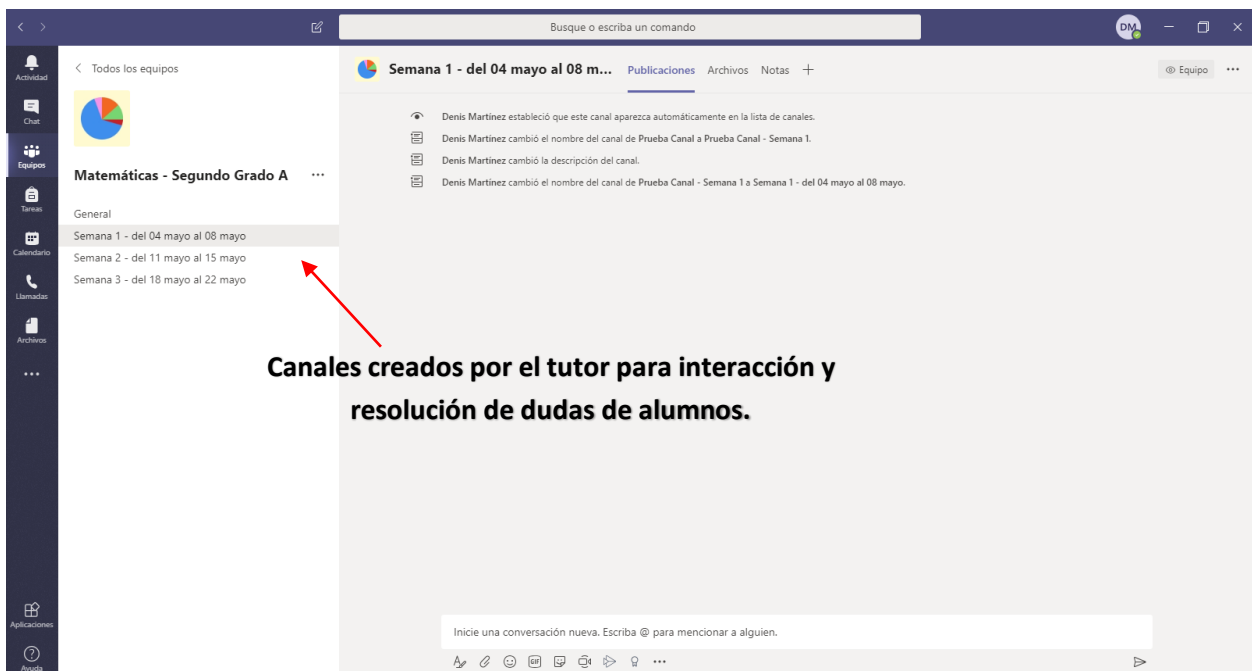 Busque o escriba un comando
DM
Actividad
Chat
Equipos
Tareas
Calendario
Llamadas
Archivos
Aplicaciones
Ayuda
Todos los equipos
Matemáticas - Segundo Grado A
General
Semana 1 - del 04 mayo al 08 mayo
Semana 2 - del 11 mayo al 15 mayo
Semana 3 - del 18 mayo al 22 mayo
Semana 1 - del 04 mayo al 08 m... Publicaciones Archivos Notas
Equipo
Denis Martínez estableció que este canal aparezca automáticamente en la lista de canales.
Denis Martínez cambió el nombre del canal de Prueba Canal a Prueba Canal - Semana 1.
Denis Martínez cambió la descripción del canal.
Denis Martínez cambió el nombre del canal de Prueba Canal - Semana 1 a Semana 1 - del 04 mayo al 08 mayo.
Canales creados por el tutor para interacción y
resolución de dudas de alumnos.
Inicie una conversación nueva. Escriba @ para mencionar a alguien.
GIF